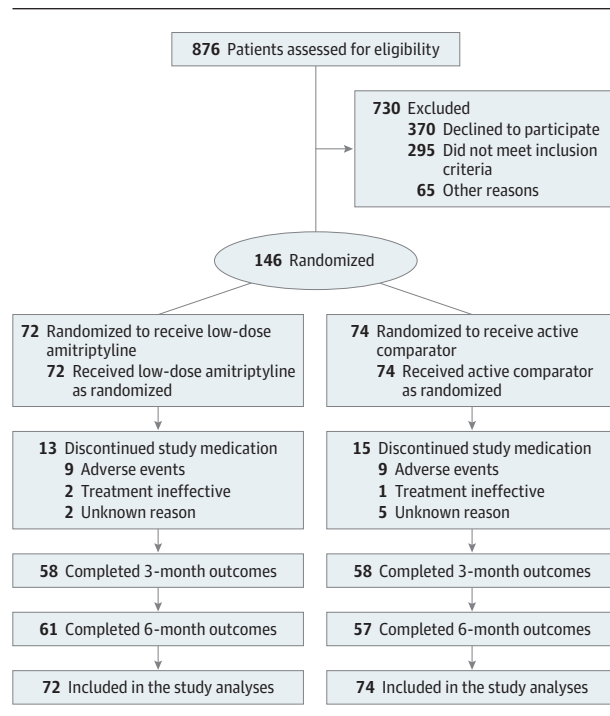 876 Patients assessed for eligibility
730 Excluded
370 Declined to participate
295 Did not meet inclusion
criteria
65 Other reasons
146 Randomized
72 Randomized to receive low-dose
amitriptyline
72 Received low-dose amitriptyline
as randomized
74 Randomized to receive active
comparator
74 Received active comparator
as randomized
13 Discontinued study medication
9 Adverse events
2 Treatment ineffective
2 Unknown reason
15 Discontinued study medication
9 Adverse events
1 Treatment ineffective
5 Unknown reason
58 Completed 3-month outcomes
58 Completed 3-month outcomes
61 Completed 6-month outcomes
57 Completed 6-month outcomes
72 Included in the study analyses
74 Included in the study analyses